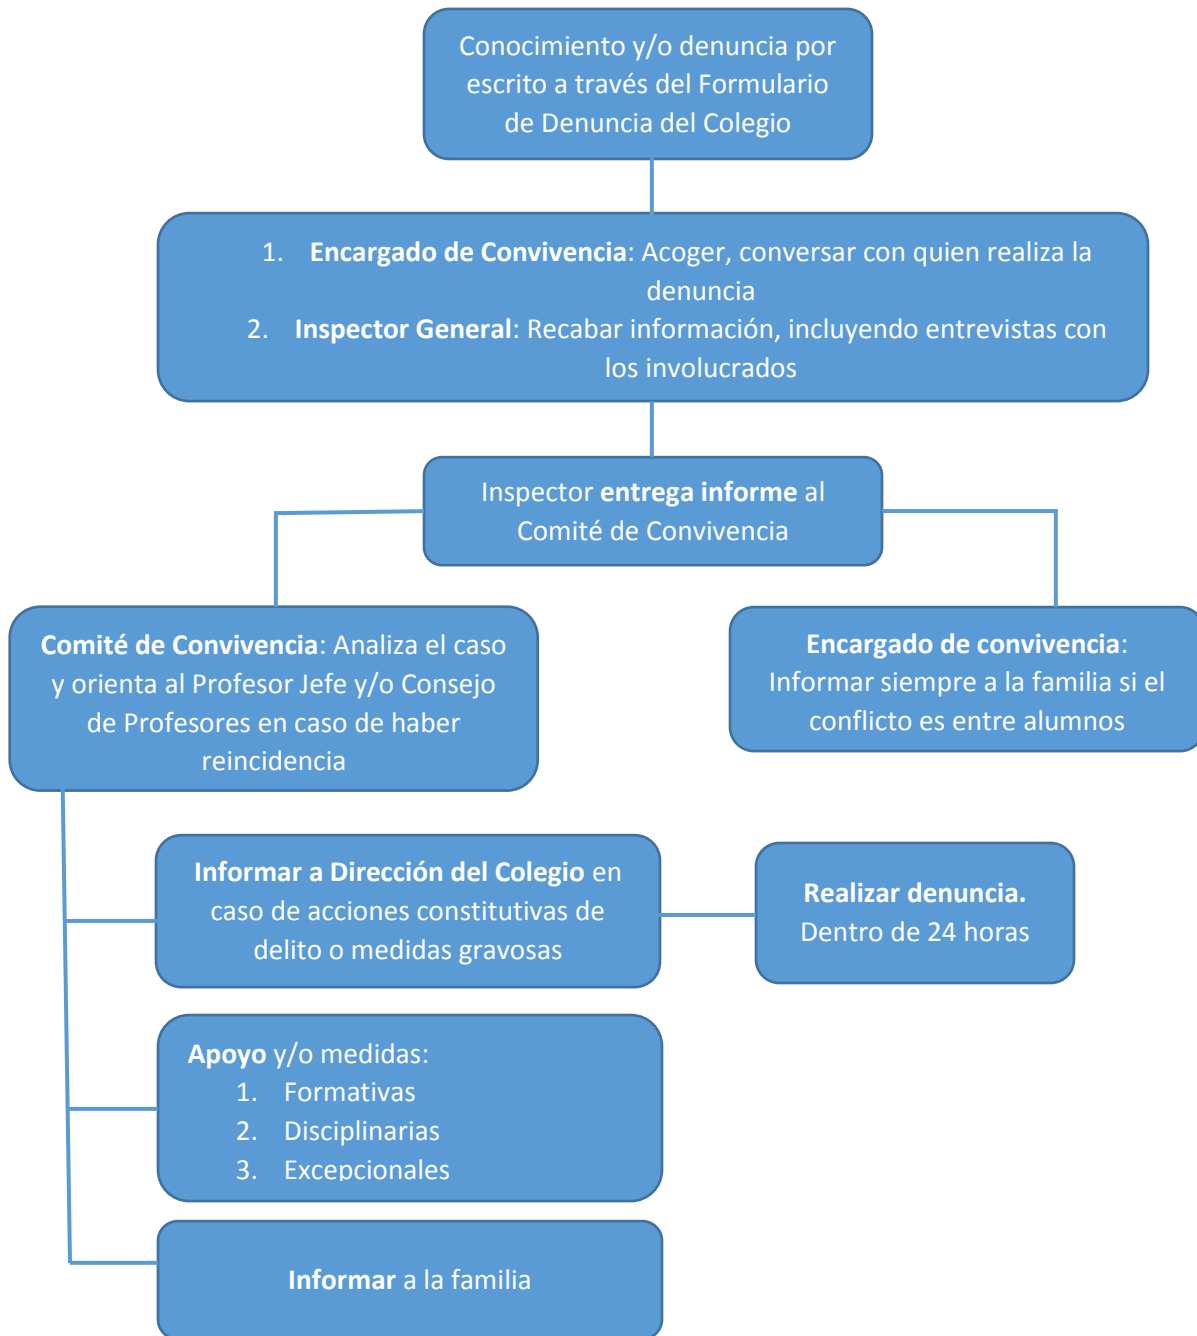 Conocimiento y/o denuncia por
escrito a través del Formulario
de Denuncia del Colegio
1. Encargado de Convivencia: Acoger, conversar con quien realiza la
denuncia
2. Inspector General: Recabar información, incluyendo entrevistas con
los involucrados
Inspector entrega informe al
Comité de Convivencia
Comité de Convivencia: Analiza el caso
y orienta al Profesor Jefe y/o Consejo
de Profesores en caso de haber
reincidencia
Encargado de convivencia:
Informar siempre a la familia si el
conflicto es entre alumnos
Informar a Dirección del Colegio en
caso de acciones constitutivas de
delito o medidas gravosas
Realizar denuncia.
Dentro de 24 horas
Apoyo y/o medidas:
1. Formativas
2. Disciplinarias
3. Excepcionales
Informar a la familia